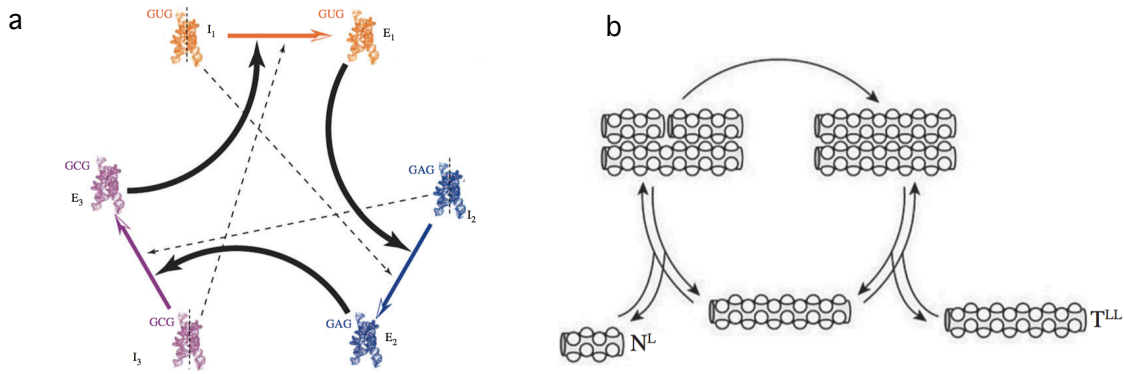 a
GUG I₁
GUG E₁
GCG
E₃
GAG
I₂
GCG
I₃
GAG E₂
b
Nᴸ
Tᴸᴸ